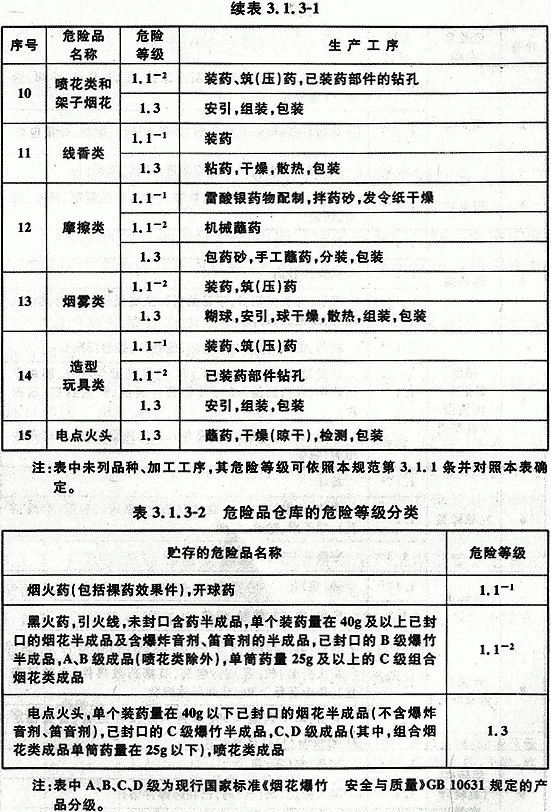 续表 3.1.3-1
序号 危险品名称 危险等级 生产工序
10 喷花类和架子烟花 1.1⁻² 装药、筑(压)药,已装药部件的钻孔
1.3 安引,组装,包装
11 线香类 1.1⁻¹ 装药
1.3 粘药,干燥,散热,包装
12 摩擦类 1.1⁻¹ 雷酸银药物配制,拌药砂,发令纸干燥
1.1⁻² 机械蘸药
1.3 包药砂,手工蘸药,分装,包装
13 烟雾类 1.1⁻² 装药,筑(压)药
1.3 糊球,安引,球干燥,散热,组装,包装
14 造型玩具类 1.1⁻¹ 装药、筑(压)药
1.1⁻² 已装药部件钻孔
1.3 安引,组装,包装
15 电点火头 1.3 蘸药,干燥(晾干),检测,包装
注:表中未列品种、加工工序,其危险等级可依照本规范第 3.1.1 条并对照本表确
定。
表 3.1.3-2 危险品仓库的危险等级分类
贮存的危险品名称 危险等级
烟火药(包括裸药效果件),开球药 1.1⁻¹
黑火药,引火线,未封口含药半成品,单个装药量在 40g 及以上已封
口的烟花半成品及含爆炸音剂、笛音剂的半成品,已封口的 B 级爆竹
半成品,A、B 级成品(喷花类除外),单筒药量 25g 及以上的 C 级组合
烟花类成品 1.1⁻²
电点火头,单个装药量在 40g 以下已封口的烟花半成品(不含爆炸
音剂、笛音剂),已封口的 C 级爆竹半成品,C、D 级成品(其中,组合烟
花类成品单筒药量在 25g 以下),喷花类成品 1.3
注:表中 A、B、C、D 级为现行国家标准《烟花爆竹 安全与质量》GB 10631 规定的产
品分级。